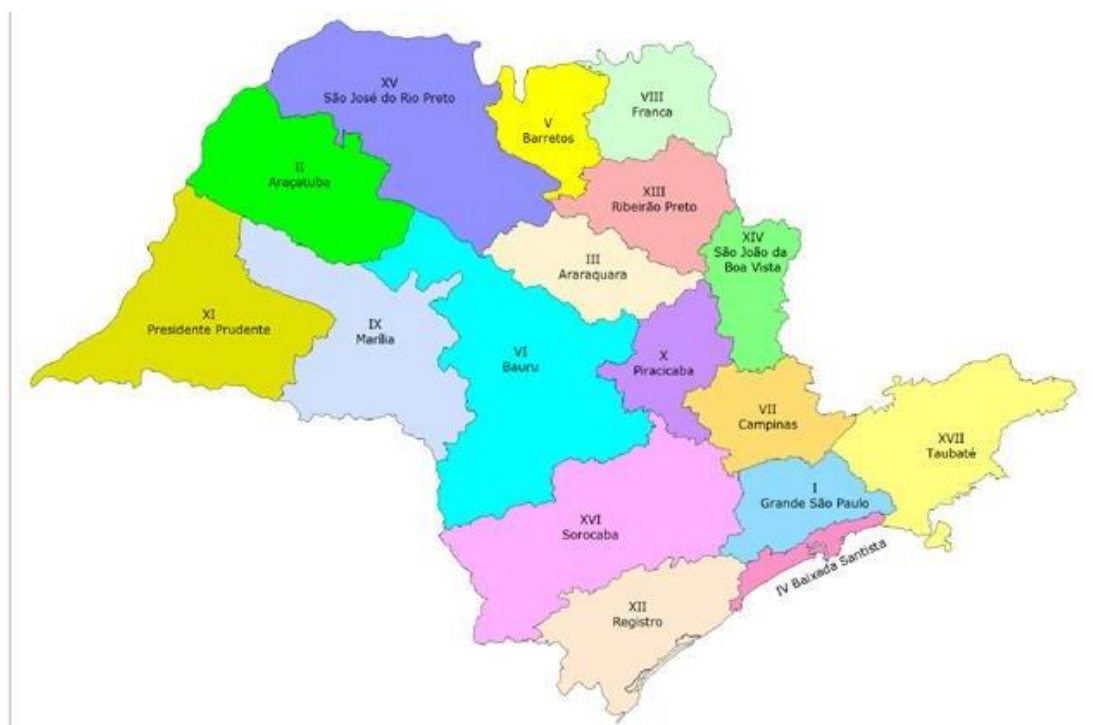 XV
São José do Rio Preto
VIII
Franca
V
Barretos
II
Araçatuba
XIII
Ribeirão Preto
XIV
São João da
Boa Vista
III
Araraquara
XI
Presidente Prudente
IX
Marília
VI
Bauru
X
Piracicaba
VII
Campinas
XVII
Taubaté
I
Grande São Paulo
XVI
Sorocaba
IV Baixada Santista
XII
Registro